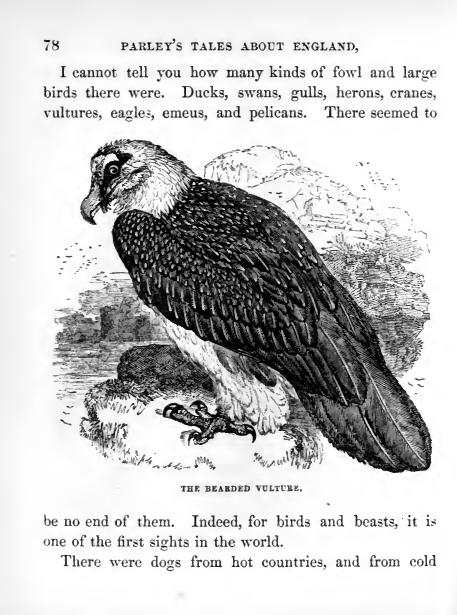 78 PARLEY'S TALES ABOUT ENGLAND,
I cannot tell you how many kinds of fowl and large
birds there were. Ducks, swans, gulls, herons, cranes,
vultures, eagles, emeus, and pelicans. There seemed to
THE BEARDED VULTURE.
be no end of them. Indeed, for birds and beasts, it is
one of the first sights in the world.
There were dogs from hot countries, and from cold